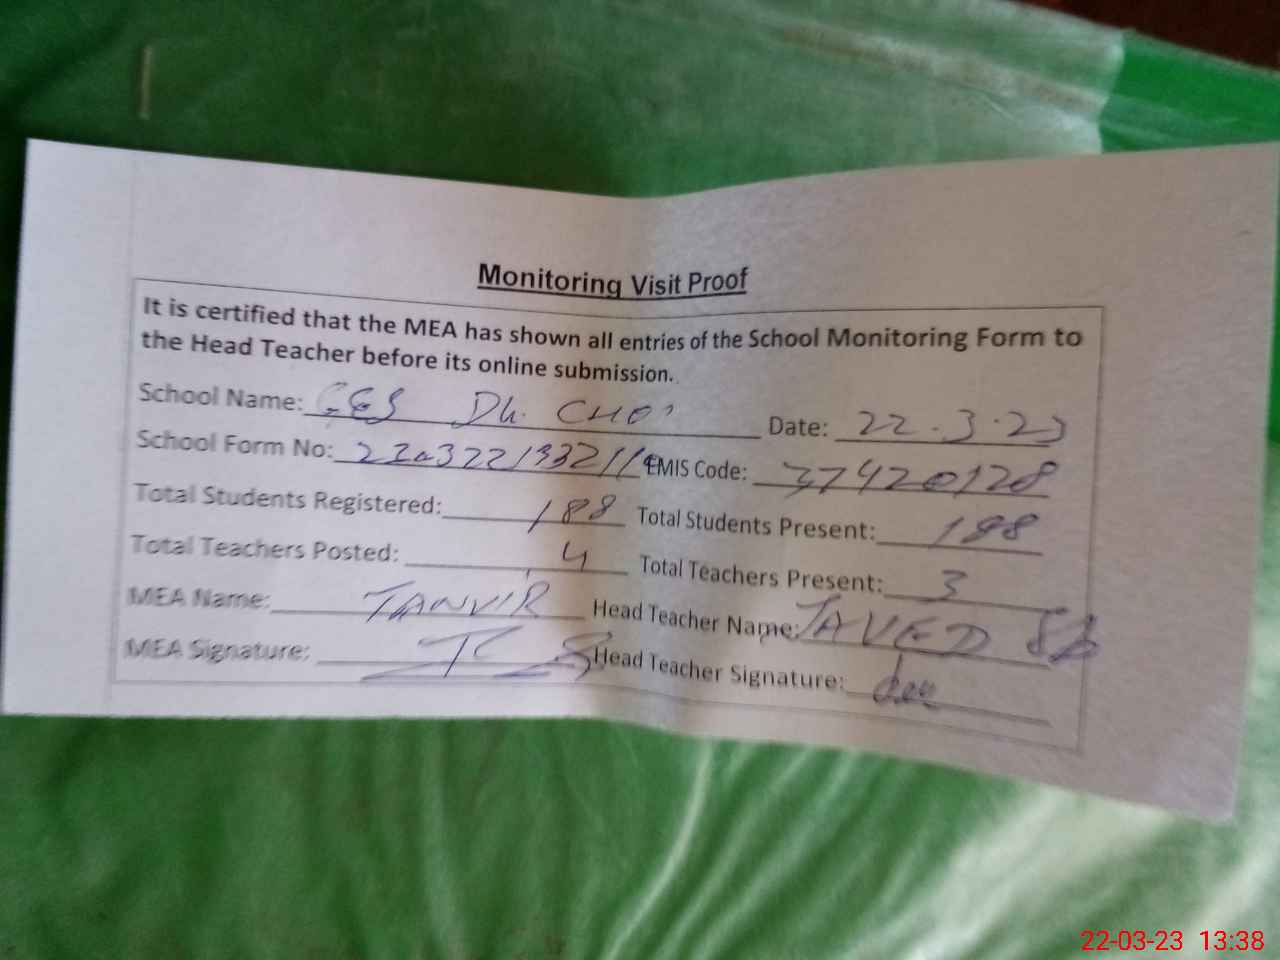 Monitoring Visit Proof
It is certified that the MEA has shown all entries of the School Monitoring Form to
the Head Teacher before its online submission.
School Name: GES Dh. Date: 22.3.23
School Form No: EMIS Code: 37420128
Total Students Registered: 188 Total Students Present: 188
Total Teachers Posted: 4 Total Teachers Present: 3
MEA Name: TANVIR Head Teacher Name: JAVED Sb
MEA Signature: Head Teacher Signature:
22-03-23 13:38